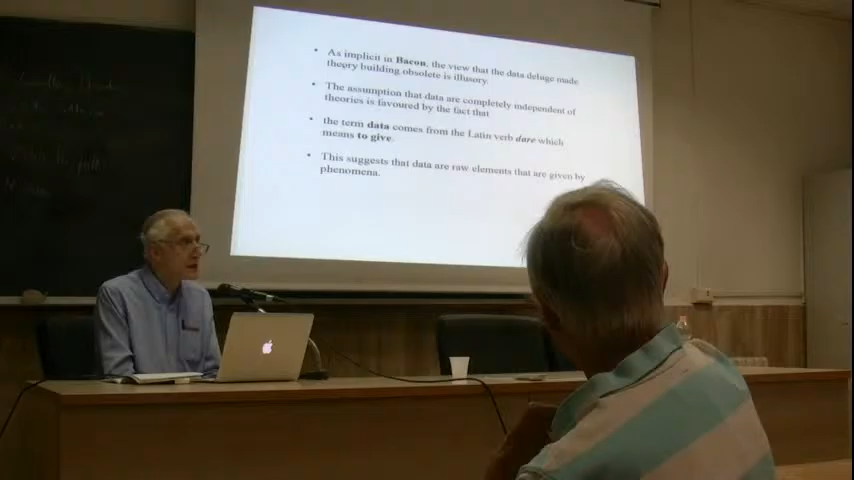 • As implicit in Bacon, the view that the data deluge made
theory building obsolete is illusory.
• The assumption that data are completely independent of
theories is favoured by the fact that
• the term data comes from the Latin verb dare which
means to give.
• This suggests that data are raw elements that are given by
phenomena.